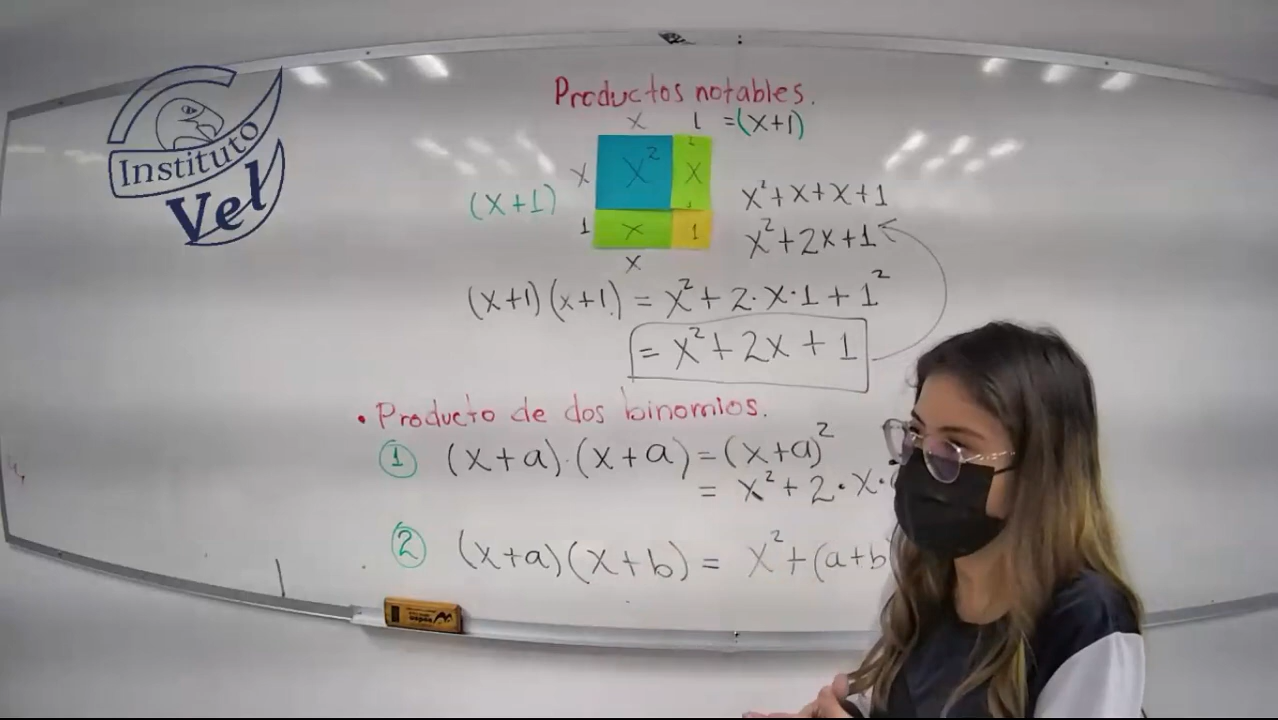 Instituto
Vel
Productos notables.
x 1 =(x+1)
x x² x
(x+1)
1 x 1
x
x²+x+x+1
x²+2x+1
(x+1)(x+1) = x²+2·x·1+1²
= x²+2x+1
• Producto de dos binomios.
① (x+a)·(x+a)=(x+a)²
= x²+2·x·
② (x+a)(x+b) = x²+(a+b